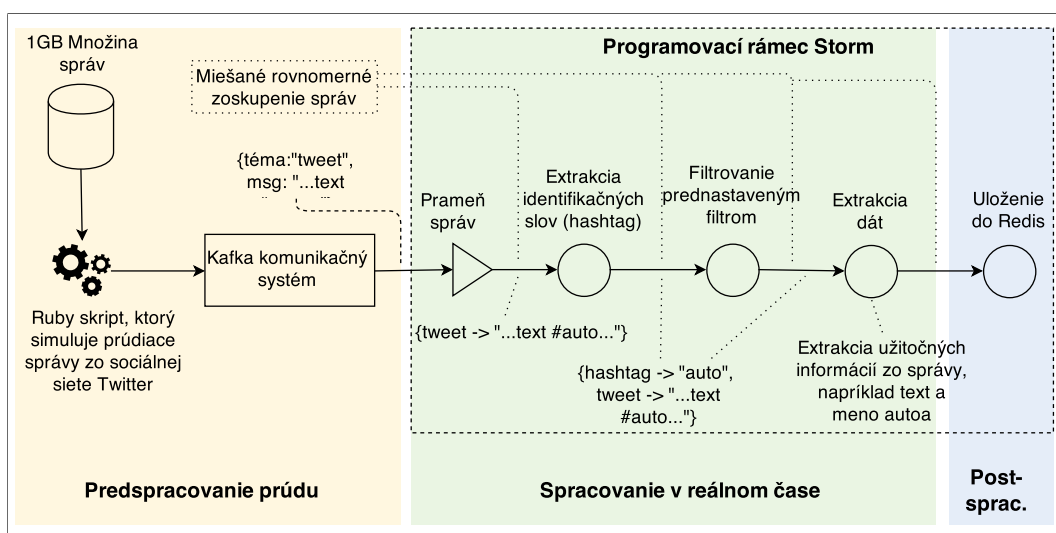 1GB Množina
správ
Miešané rovnomerné
zoskupenie správ
{téma:"tweet",
msg: "...text
Kafka komunikačný
systém
Ruby skript, ktorý
simuluje prúdiace
správy zo sociálnej
siete Twitter
Predspracovanie prúdu
Programovací rámec Storm
Prameň
správ
Extrakcia
identifikačných
slov (hashtag)
Filtrovanie
prednastaveným
filtrom
Extrakcia
dát
{tweet -> "...text #auto..."}
{hashtag -> "auto",
tweet -> "...text
#auto..."}
Extrakcia užitočných
informácií zo správy,
napríklad text a
meno autoa
Spracovanie v reálnom čase
Uloženie
do Redis
Post-
sprac.